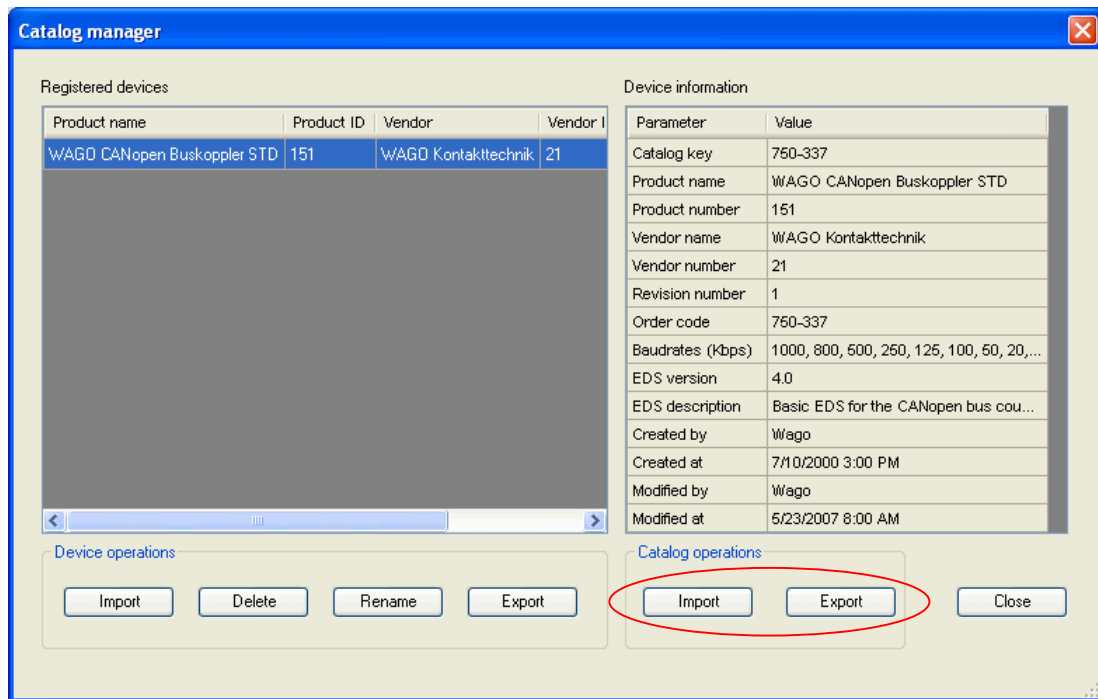 Catalog manager
Registered devices
Product name Product ID Vendor Vendor I
WAGO CANopen Buskoppler STD 151 WAGO Kontakttechnik 21
Device information
Parameter Value
Catalog key 750-337
Product name WAGO CANopen Buskoppler STD
Product number 151
Vendor name WAGO Kontakttechnik
Vendor number 21
Revision number 1
Order code 750-337
Baudrates (Kbps) 1000, 800, 500, 250, 125, 100, 50, 20,...
EDS version 4.0
EDS description Basic EDS for the CANopen bus cou...
Created by Wago
Created at 7/10/2000 3:00 PM
Modified by Wago
Modified at 5/23/2007 8:00 AM
Device operations
Import Delete Rename Export
Catalog operations
Import Export
Close